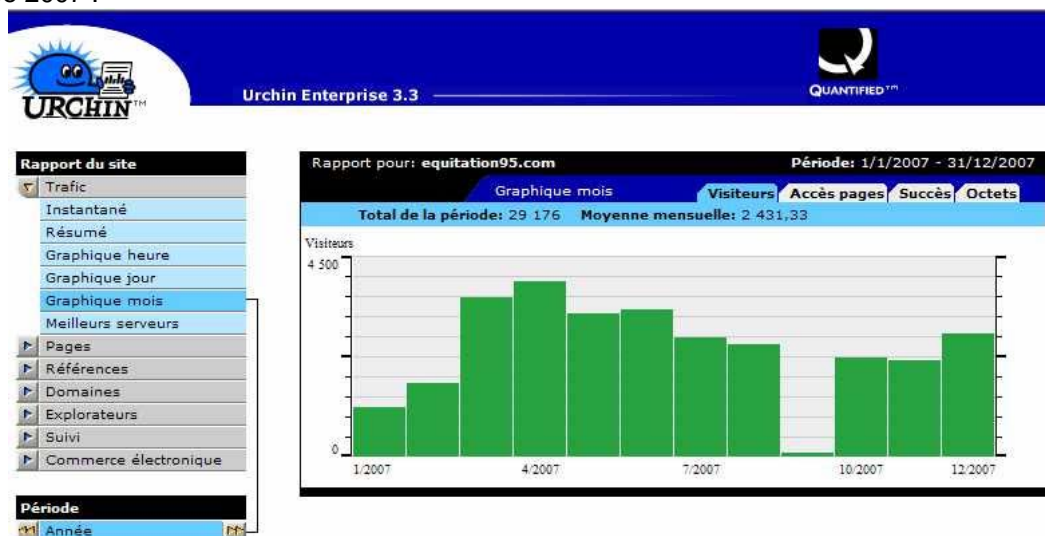 URCHIN™
Urchin Enterprise 3.3
QUANTIFIED™
Rapport du site
Trafic
Instantané
Résumé
Graphique heure
Graphique jour
Graphique mois
Meilleurs serveurs
Pages
Références
Domaines
Explorateurs
Suivi
Commerce électronique
Période
Année
Rapport pour: equitation95.com Période: 1/1/2007 - 31/12/2007
Graphique mois Visiteurs Accès pages Succès Octets
Total de la période: 29 176 Moyenne mensuelle: 2 431,33
Visiteurs
4 500
0
1/2007 4/2007 7/2007 10/2007 12/2007